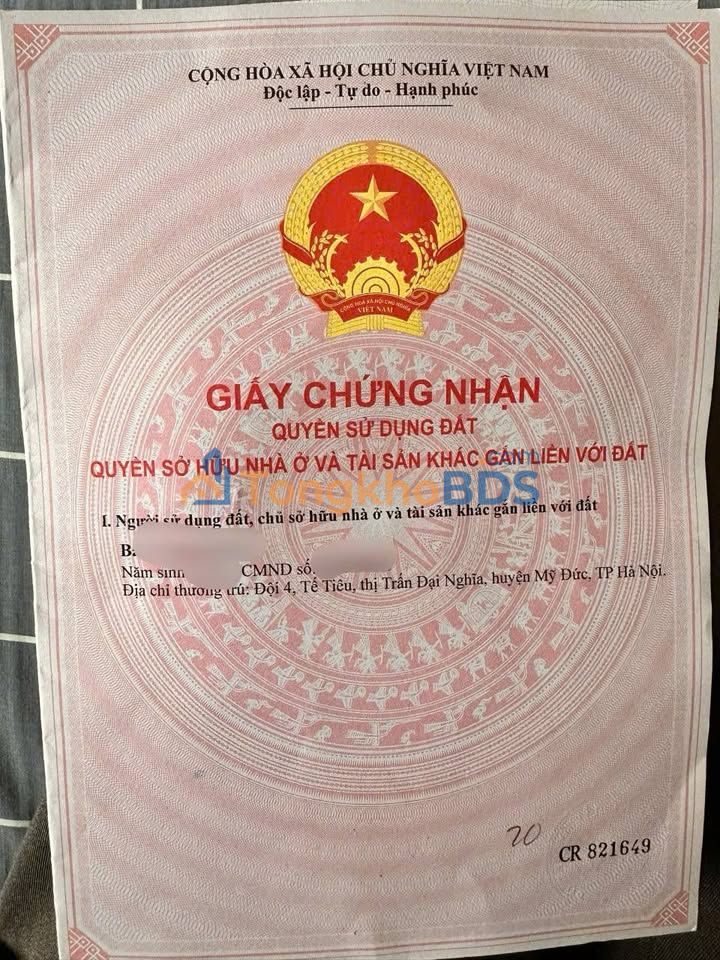 CỘNG HÒA XÃ HỘI CHỦ NGHĨA VIỆT NAM
Độc lập - Tự do - Hạnh phúc
CỘNG HÒA XÃ HỘI CHỦ NGHĨA
VIỆT NAM
GIẤY CHỨNG NHẬN
QUYỀN SỬ DỤNG ĐẤT
QUYỀN SỞ HỮU NHÀ Ở VÀ TÀI SẢN KHÁC GẮN LIỀN VỚI ĐẤT
TongkhoBDS
I. Người sử dụng đất, chủ sở hữu nhà ở và tài sản khác gắn liền với đất
Năm sinh CMND số.
Địa chỉ thường trú: Đội 4, Tế Tiêu, thị Trấn Đại Nghĩa, huyện Mỹ Đức, TP Hà Nội.
20
CR 821649